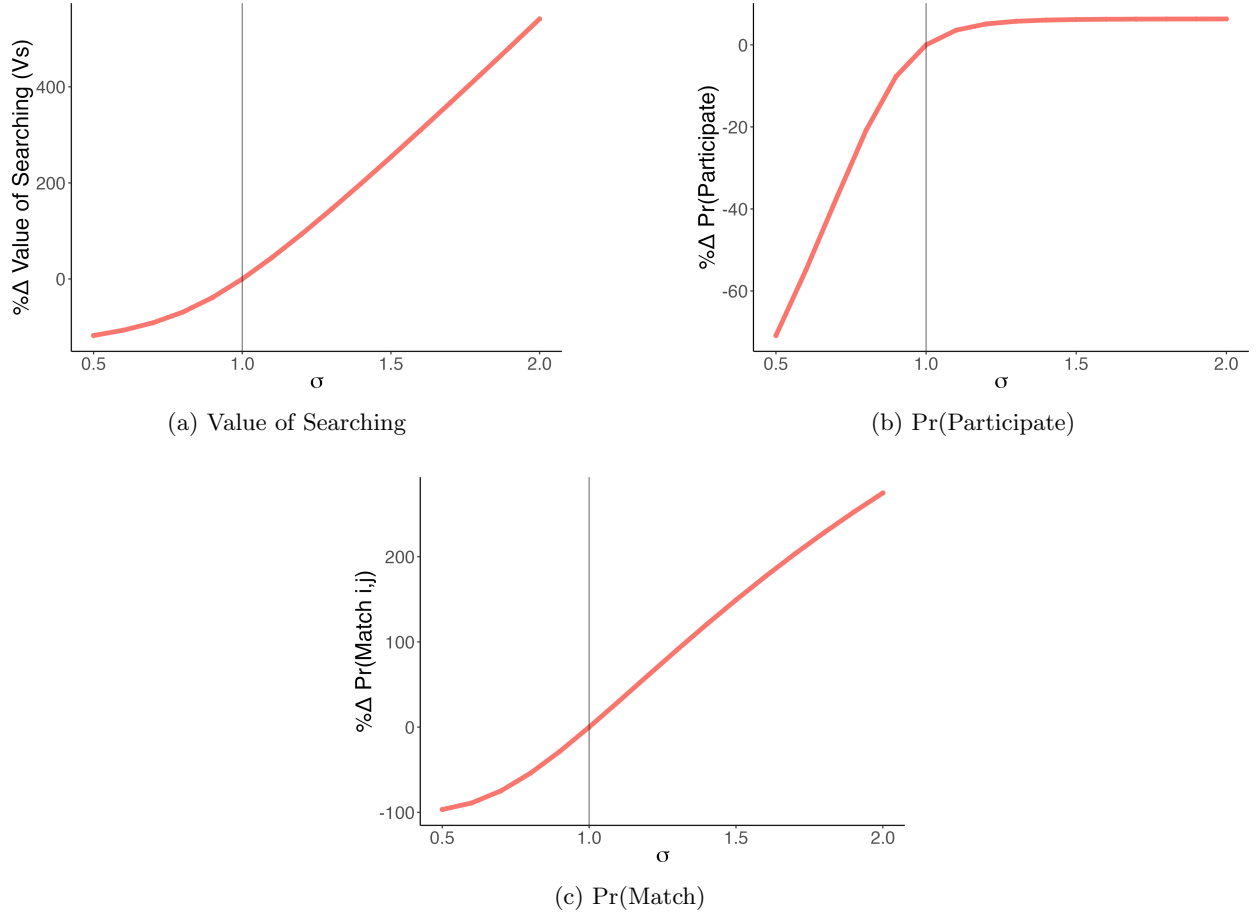 %Δ Value of Searching (Vs)
400
200
0
0.5 1.0 1.5 2.0
σ
(a) Value of Searching
%Δ Pr(Participate)
0
-20
-40
-60
0.5 1.0 1.5 2.0
σ
(b) Pr(Participate)
%Δ Pr(Match i,j)
200
100
0
-100
0.5 1.0 1.5 2.0
σ
(c) Pr(Match)